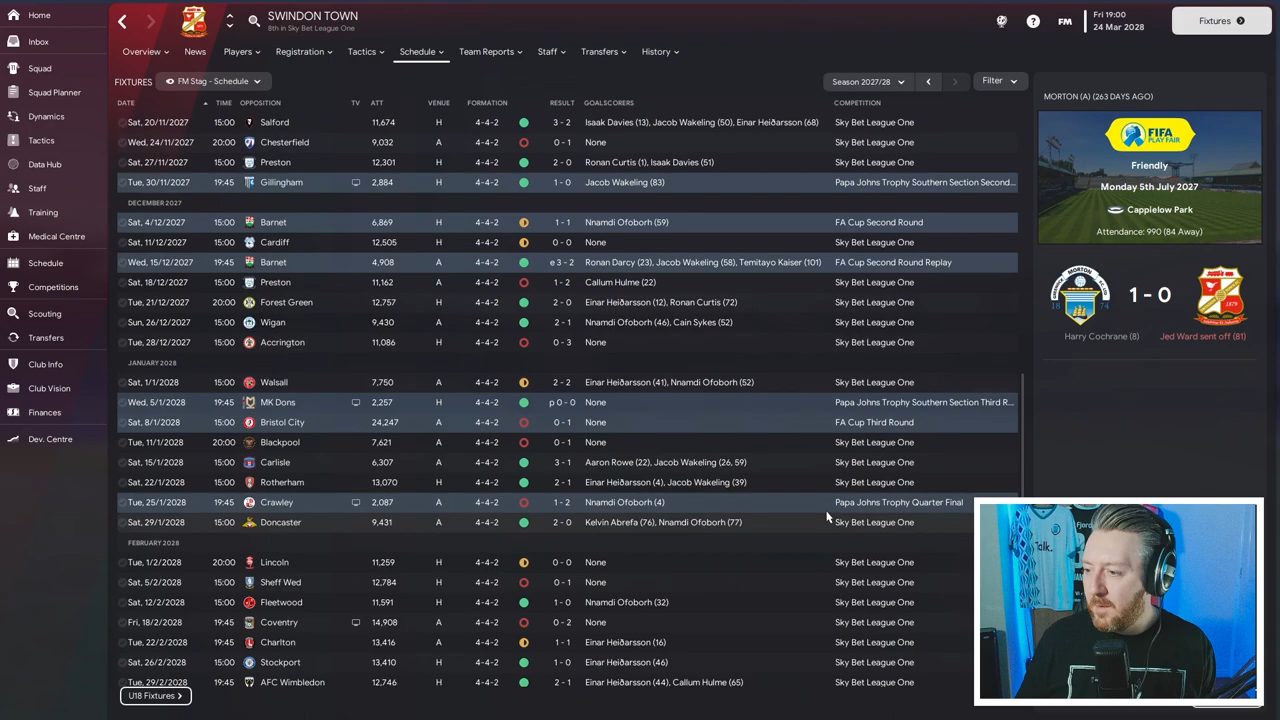 Home
SWINDON TOWN
8th in Sky Bet League One
FM
Fri 19:00
24 Mar 2028
Fixtures
Inbox
Overview News Players Registration Tactics Schedule Team Reports Staff Transfers History
Squad
Squad Planner
Dynamics
Tactics
Data Hub
Staff
Training
Medical Centre
Schedule
Competitions
Scouting
Transfers
Club Info
Club Vision
Finances
Dev. Centre
FIXTURES FM Stag - Schedule Season 2027/28 Filter
DATE TIME OPPOSITION TV ATT VENUE FORMATION RESULT GOALSCORERS COMPETITION
Sat, 20/11/2027 15:00 Salford 11,674 H 4-4-2 3 - 2 Isaak Davies (13), Jacob Wakeling (50), Einar Heiðarsson (68) Sky Bet League One
Wed, 24/11/2027 20:00 Chesterfield A 4-4-2 0 - 1 None Sky Bet League One
Sat, 27/11/2027 15:00 Preston 12,301 H 4-4-2 2 - 0 Ronan Curtis (1), Isaak Davies (51) Sky Bet League One
Tue, 30/11/2027 19:45 Gillingham 2,884 H 4-4-2 1 - 0 Jacob Wakeling (83) Papa Johns Trophy Southern Section Second...
DECEMBER 2027
Sat, 4/12/2027 15:00 Barnet 6,869 H 4-4-2 1 - 1 Nnamdi Ofoborh (59) FA Cup Second Round
Sat, 11/12/2027 15:00 Cardiff 12,505 H 4-4-2 0 - 0 None Sky Bet League One
Wed, 15/12/2027 19:45 Barnet 4,908 A 4-4-2 e 3 - 2 Ronan Darcy (23), Jacob Wakeling (58), Temitayo Kaiser (101) FA Cup Second Round Replay
Sat, 18/12/2027 15:00 Preston 11,162 A 4-4-2 1 - 2 Callum Hulme (22) Sky Bet League One
Tue, 21/12/2027 20:00 Forest Green H 4-4-2 2 - 0 Einar Heiðarsson (12), Ronan Curtis (72) Sky Bet League One
Sun, 26/12/2027 15:00 Wigan 7,430 A 4-4-2 2 - 1 Nnamdi Ofoborh (46), Cain Sykes (52) Sky Bet League One
Tue, 28/12/2027 15:00 Accrington H 4-4-2 0 - 3 None Sky Bet League One
JANUARY 2028
Sat, 1/1/2028 15:00 Walsall 7,750 A 4-4-2 2 - 2 Einar Heiðarsson (41), Nnamdi Ofoborh (52) Sky Bet League One
Wed, 5/1/2028 19:45 MK Dons 2,257 H 4-4-2 p 0 - 0 None Papa Johns Trophy Southern Section Third R...
Sat, 8/1/2028 15:00 Bristol City 24,247 A 4-4-2 0 - 1 None FA Cup Third Round
Tue, 11/1/2028 20:00 Blackpool 7,621 A 4-4-2 0 - 1 None Sky Bet League One
Sat, 15/1/2028 15:00 Carlisle 6,307 A 4-4-2 3 - 1 Aaron Rowe (22), Jacob Wakeling (26, 59) Sky Bet League One
Sat, 22/1/2028 15:00 Rotherham 13,070 H 4-4-2 2 - 1 Einar Heiðarsson (4), Jacob Wakeling (39) Sky Bet League One
Tue, 25/1/2028 19:45 Crawley 2,087 A 4-4-2 1 - 2 Nnamdi Ofoborh (4) Papa Johns Trophy Quarter Final
Sat, 29/1/2028 15:00 Doncaster 9,431 A 4-4-2 2 - 0 Kelvin Abrefa (76), Nnamdi Ofoborh (77) Sky Bet League One
FEBRUARY 2028
Tue, 1/2/2028 20:00 Lincoln 11,259 H 4-4-2 0 - 0 None Sky Bet League One
Sat, 5/2/2028 15:00 Sheff Wed 12,784 H 4-4-2 0 - 1 None Sky Bet League One
Sat, 12/2/2028 15:00 Fleetwood 11,591 H 4-4-2 1 - 0 Nnamdi Ofoborh (32) Sky Bet League One
Fri, 18/2/2028 19:45 Coventry 14,908 A 4-4-2 0 - 2 None Sky Bet League One
Tue, 22/2/2028 19:45 Charlton 13,416 A 4-4-2 1 - 1 Einar Heiðarsson (16) Sky Bet League One
Sat, 26/2/2028 15:00 Stockport 13,410 H 4-4-2 1 - 0 Einar Heiðarsson (46) Sky Bet League One
Tue, 29/2/2028 19:45 AFC Wimbledon 12,746 H 4-4-2 2 - 1 Einar Heiðarsson (44), Callum Hulme (65) Sky Bet League One
U18 Fixtures
MORTON (A) (263 DAYS AGO)
FIFA
PLAY FAIR
Friendly
Monday 5th July 2027
Cappielow Park
Attendance: 990 (84 Away)
MORTON
18 74
1 - 0
1879
Harry Cochrane (8) Jed Ward sent off (81)
Fjord
Talk.